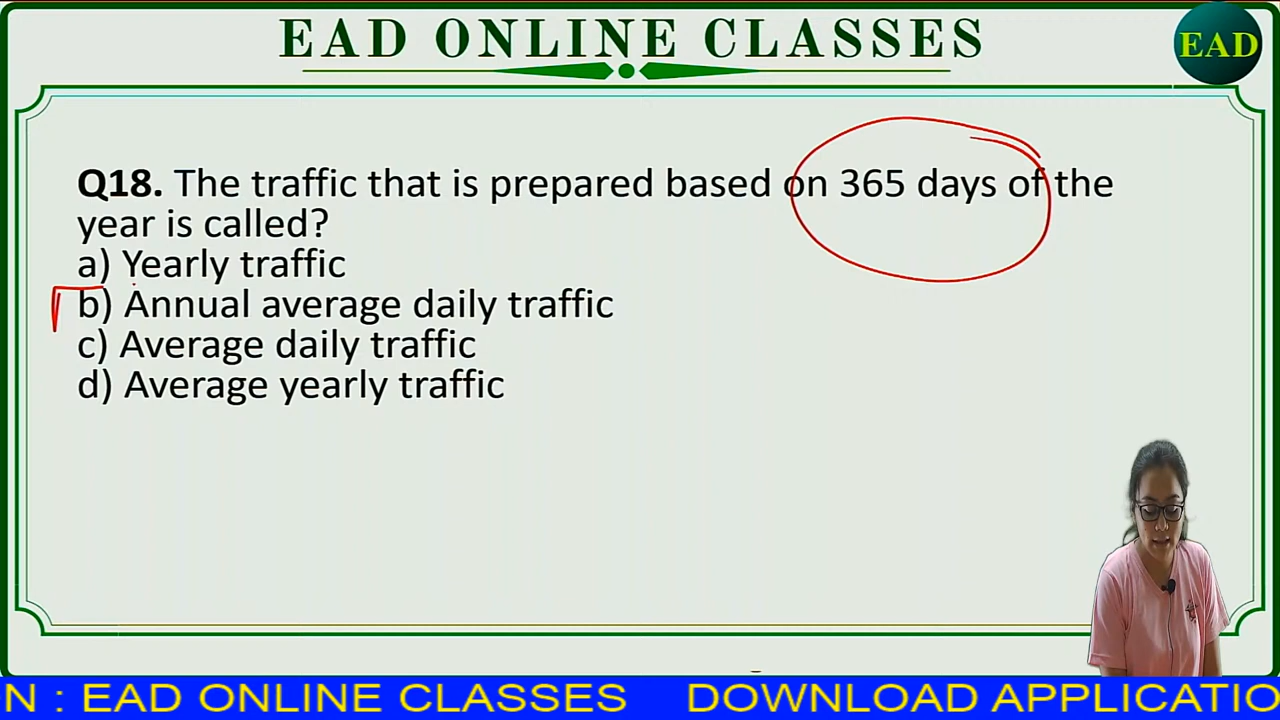 EAD ONLINE CLASSES
EAD
Q18. The traffic that is prepared based on 365 days of the
year is called?
a) Yearly traffic
b) Annual average daily traffic
c) Average daily traffic
d) Average yearly traffic
N : EAD ONLINE CLASSES DOWNLOAD APPLICATIO